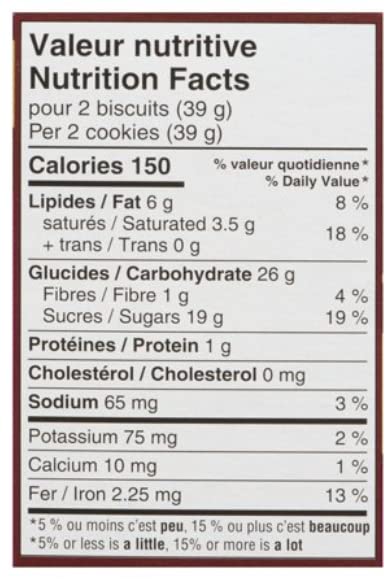 Valeur nutritive
Nutrition Facts
pour 2 biscuits (39 g)
Per 2 cookies (39 g)
Calories 150 % valeur quotidienne*
% Daily Value*
Lipides / Fat 6 g 8 %
saturés / Saturated 3.5 g
+ trans / Trans 0 g 18 %
Glucides / Carbohydrate 26 g
Fibres / Fibre 1 g 4 %
Sucres / Sugars 19 g 19 %
Protéines / Protein 1 g
Cholestérol / Cholesterol 0 mg
Sodium 65 mg 3 %
Potassium 75 mg 2 %
Calcium 10 mg 1 %
Fer / Iron 2.25 mg 13 %
*5 % ou moins c'est peu, 15 % ou plus c'est beaucoup
*5% or less is a little, 15% or more is a lot